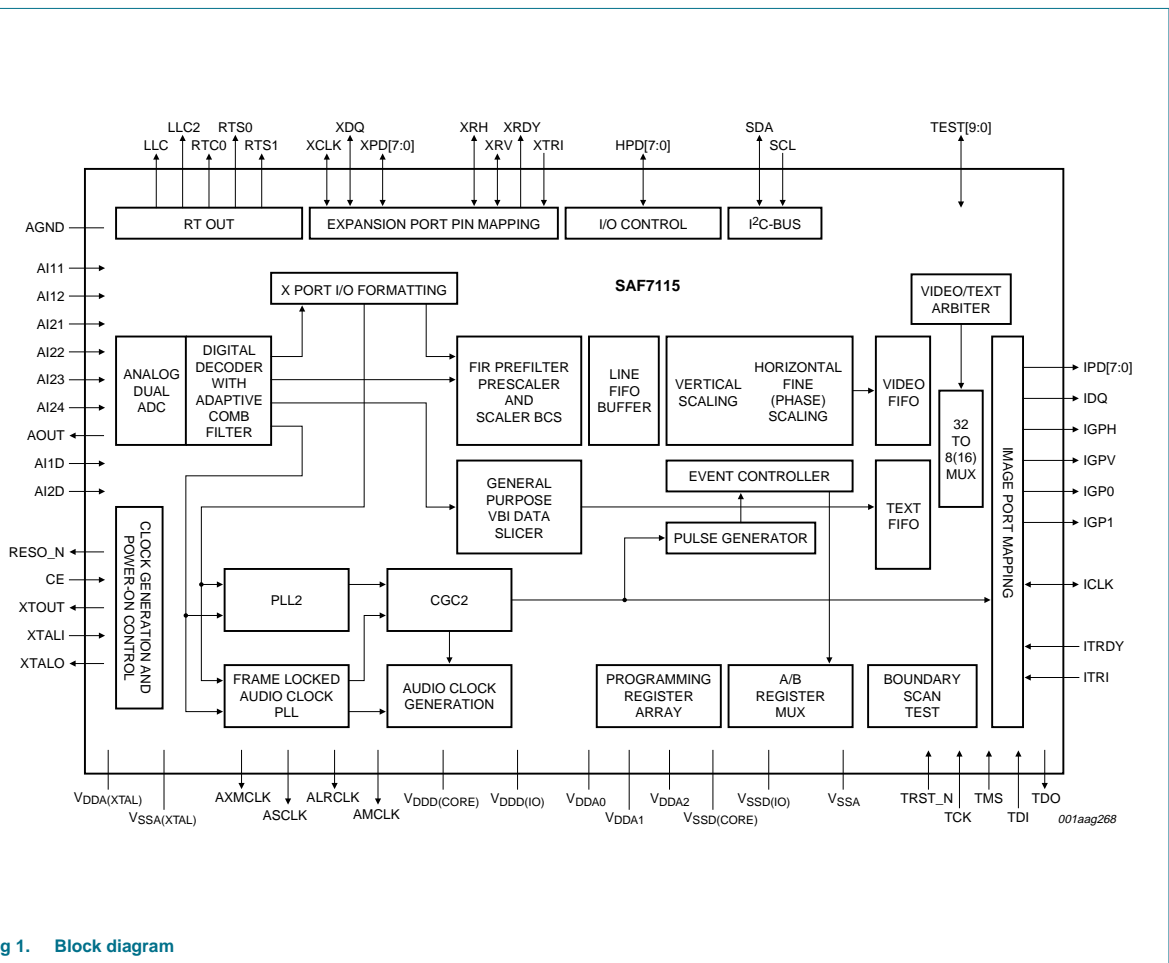 LLC2 RTS0 XDQ XRH XRDY SDA TEST[9:0]
LLC RTC0 RTS1 XCLK XPD[7:0] XRV XTRI HPD[7:0] SCL
RT OUT
EXPANSION PORT PIN MAPPING
I/O CONTROL
I2C-BUS
AGND
AI11
AI12
AI21
AI22
AI23
AI24
AOUT
AI1D
AI2D
RESO_N
CE
XTOUT
XTALI
XTALO
X PORT I/O FORMATTING
SAF7115
VIDEO/TEXT
ARBITER
ANALOG
DUAL
ADC
DIGITAL
DECODER
WITH
ADAPTIVE
COMB
FILTER
FIR PREFILTER
PRESCALER
AND
SCALER BCS
LINE
FIFO
BUFFER
VERTICAL
SCALING
HORIZONTAL
FINE
(PHASE)
SCALING
VIDEO
FIFO
32
TO
8(16)
MUX
IMAGE PORT MAPPING
GENERAL
PURPOSE
VBI DATA
SLICER
EVENT CONTROLLER
PULSE GENERATOR
TEXT
FIFO
CLOCK GENERATION AND
POWER-ON CONTROL
PLL2
CGC2
FRAME LOCKED
AUDIO CLOCK
PLL
AUDIO CLOCK
GENERATION
PROGRAMMING
REGISTER
ARRAY
A/B
REGISTER
MUX
BOUNDARY
SCAN
TEST
IPD[7:0]
IDQ
IGPH
IGPV
IGP0
IGP1
ICLK
ITRDY
ITRI
VDDA(XTAL) AXMCLK ALRCLK VDDD(CORE) VDDD(IO) VDDA0 VDDA2 VSSD(IO) VSSA TRST_N TMS TDO
VSSA(XTAL) ASCLK AMCLK VDDA1 VSSD(CORE) TCK TDI 001aag268
g 1. Block diagram